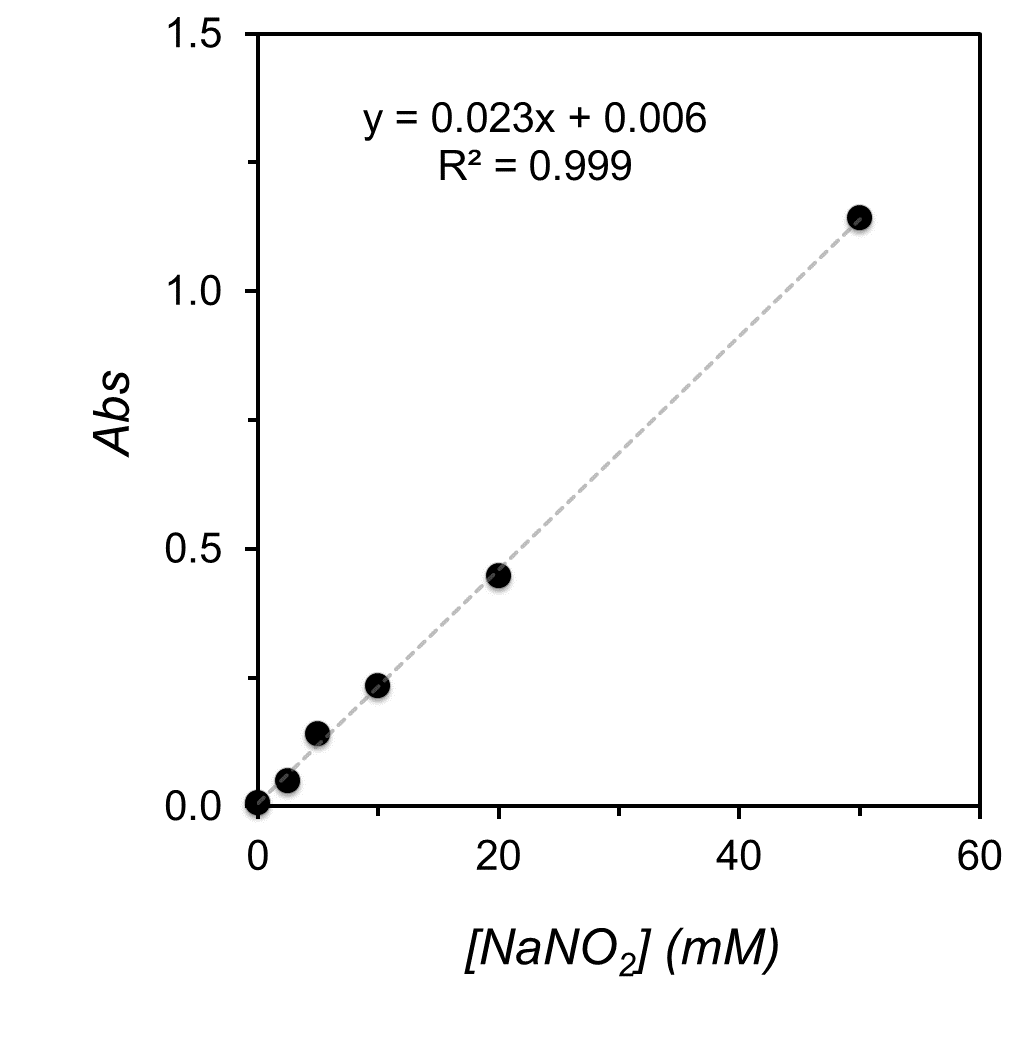 1.5
y = 0.023x + 0.006
R² = 0.999
1.0
Abs
0.5
0.0
0 20 40 60
[NaNO₂] (mM)